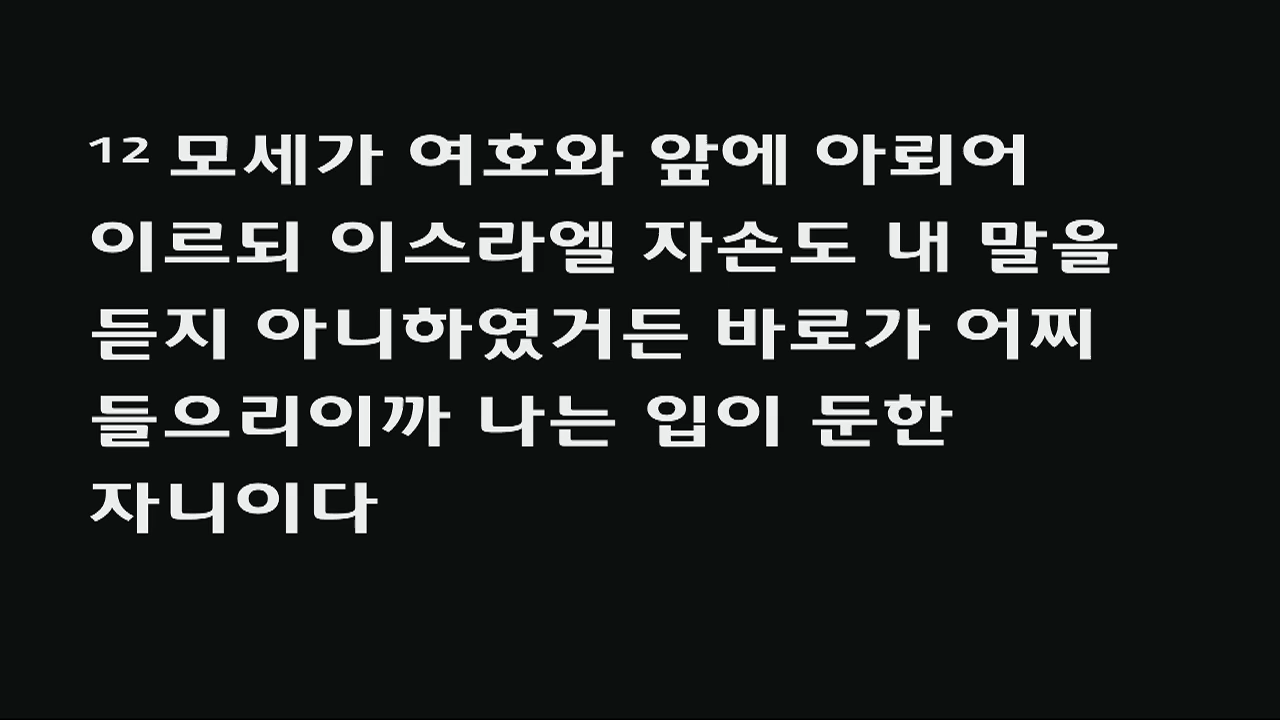 12 모세가 여호와 앞에 아뢰어
이르되 이스라엘 자손도 내 말을
듣지 아니하였거든 바로가 어찌
들으리이까 나는 입이 둔한
자니이다